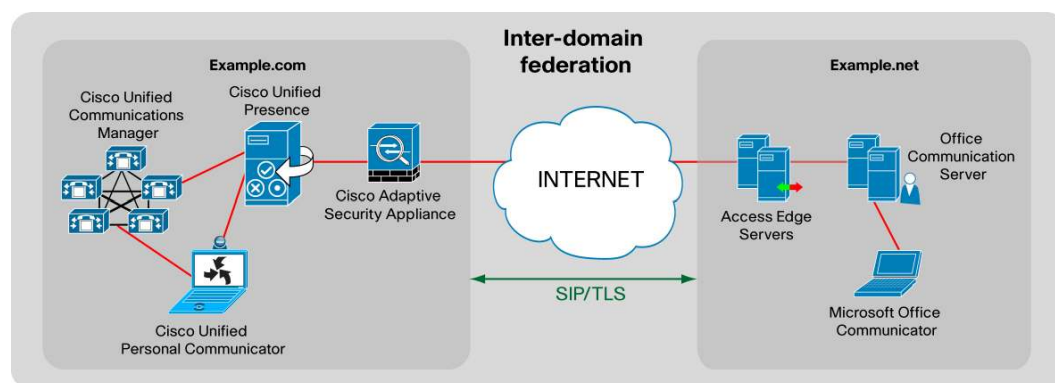 Inter-domain
federation
Example.com
Cisco Unified
Communications
Manager
Cisco Unified
Presence
Cisco Adaptive
Security Appliance
Cisco Unified
Personal Communicator
INTERNET
SIP/TLS
Example.net
Access Edge
Servers
Office
Communication
Server
Microsoft Office
Communicator